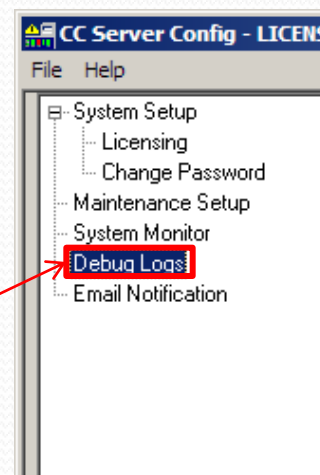 CC Server Config - LICENS
File Help
System Setup
Licensing
Change Password
Maintenance Setup
System Monitor
Debug Logs
Email Notification